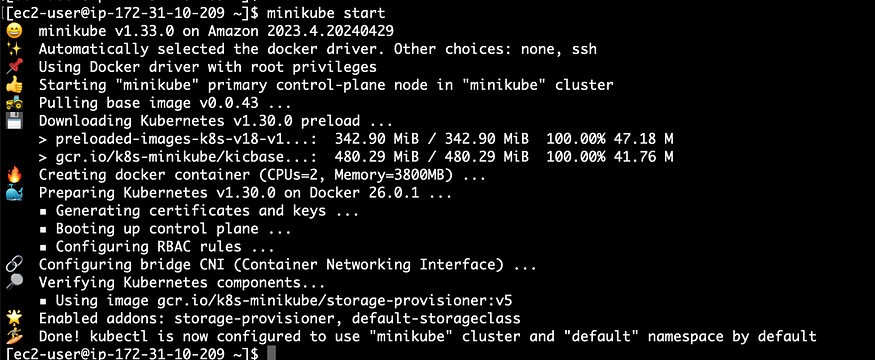 [[ec2-user@ip-172-31-10-209 ~]$ minikube start
😄 minikube v1.33.0 on Amazon 2023.4.20240429
✨ Automatically selected the docker driver. Other choices: none, ssh
📌 Using Docker driver with root privileges
👍 Starting "minikube" primary control-plane node in "minikube" cluster
🚜 Pulling base image v0.0.43 ...
💾 Downloading Kubernetes v1.30.0 preload ...
> preloaded-images-k8s-v18-v1...: 342.90 MiB / 342.90 MiB 100.00% 47.18 M
> gcr.io/k8s-minikube/kicbase...: 480.29 MiB / 480.29 MiB 100.00% 41.76 M
🔥 Creating docker container (CPUs=2, Memory=3800MB) ...
🐳 Preparing Kubernetes v1.30.0 on Docker 26.0.1 ...
▪ Generating certificates and keys ...
▪ Booting up control plane ...
▪ Configuring RBAC rules ...
🔗 Configuring bridge CNI (Container Networking Interface) ...
🔎 Verifying Kubernetes components...
▪ Using image gcr.io/k8s-minikube/storage-provisioner:v5
🌟 Enabled addons: storage-provisioner, default-storageclass
🏄 Done! kubectl is now configured to use "minikube" cluster and "default" namespace by default
[ec2-user@ip-172-31-10-209 ~]$